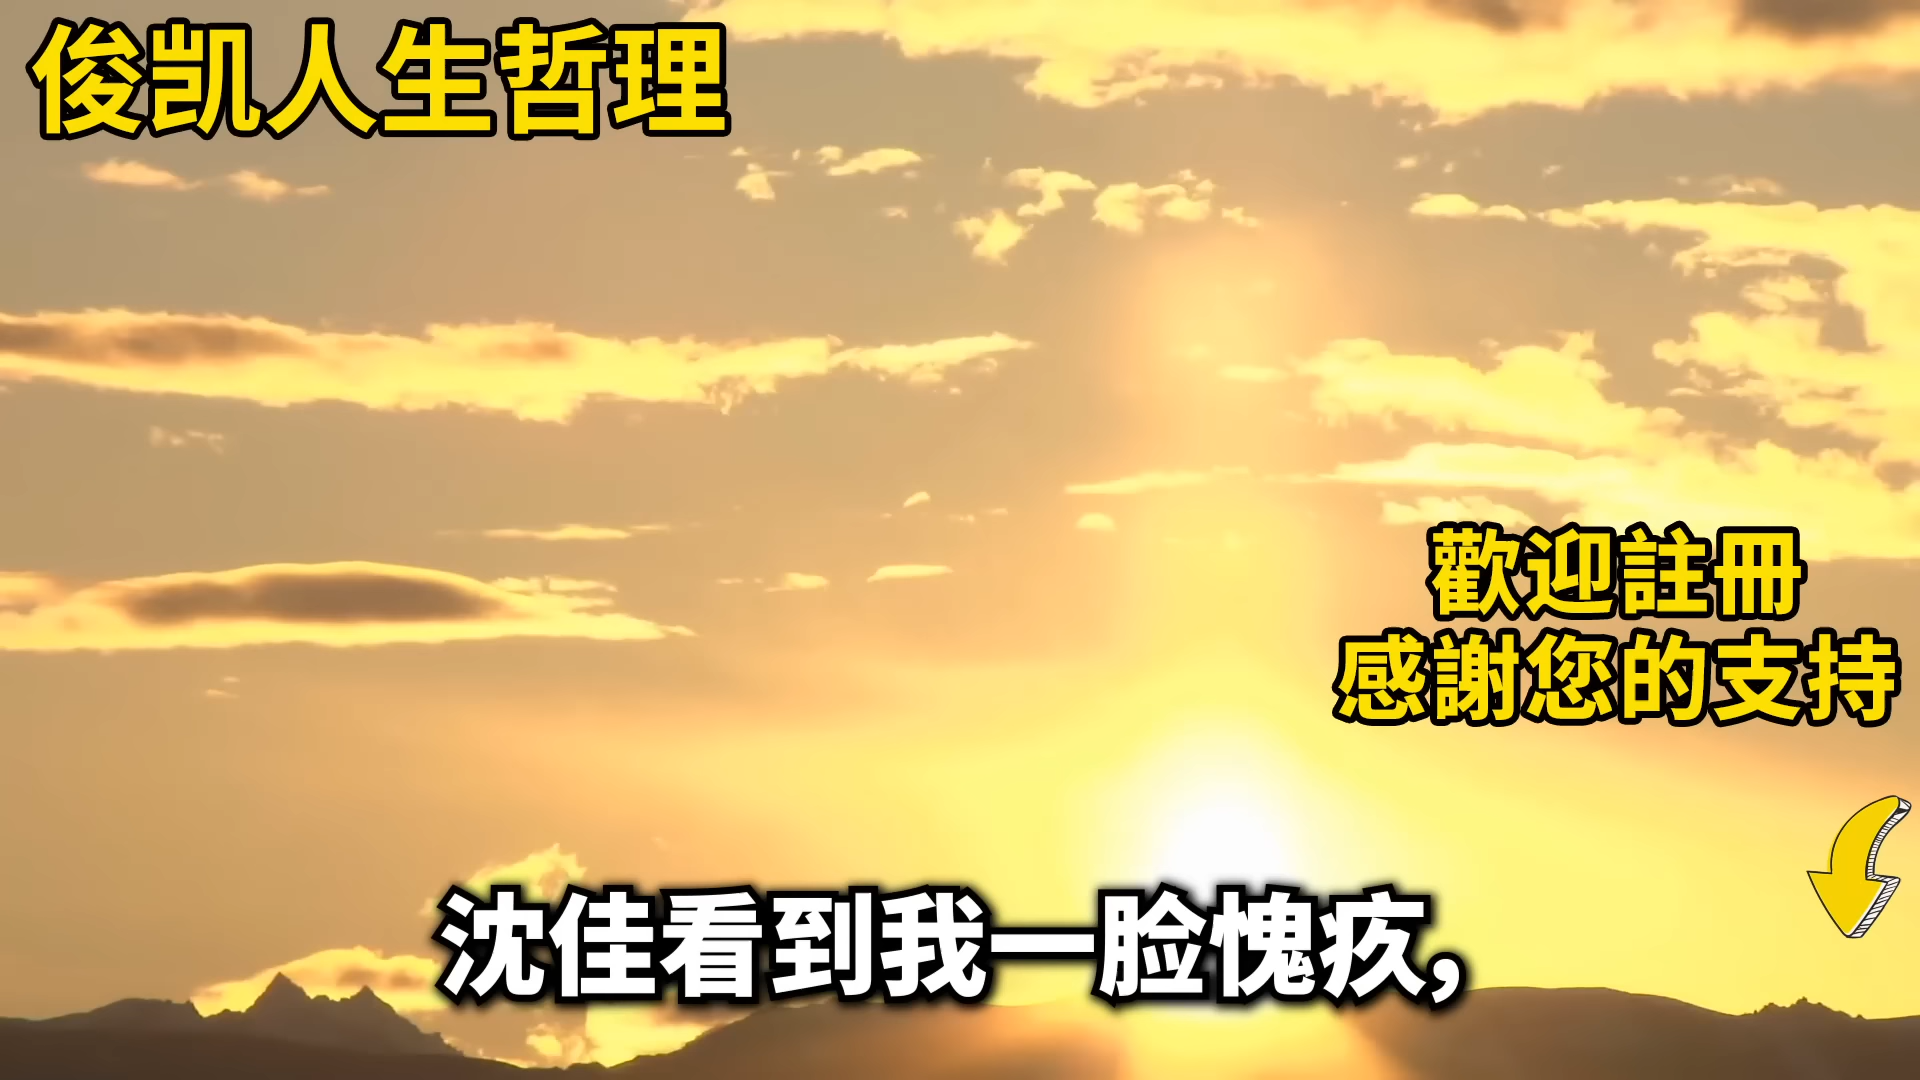 俊凯人生哲理
歡迎註冊
感謝您的支持
沈佳看到我一脸愧疚,